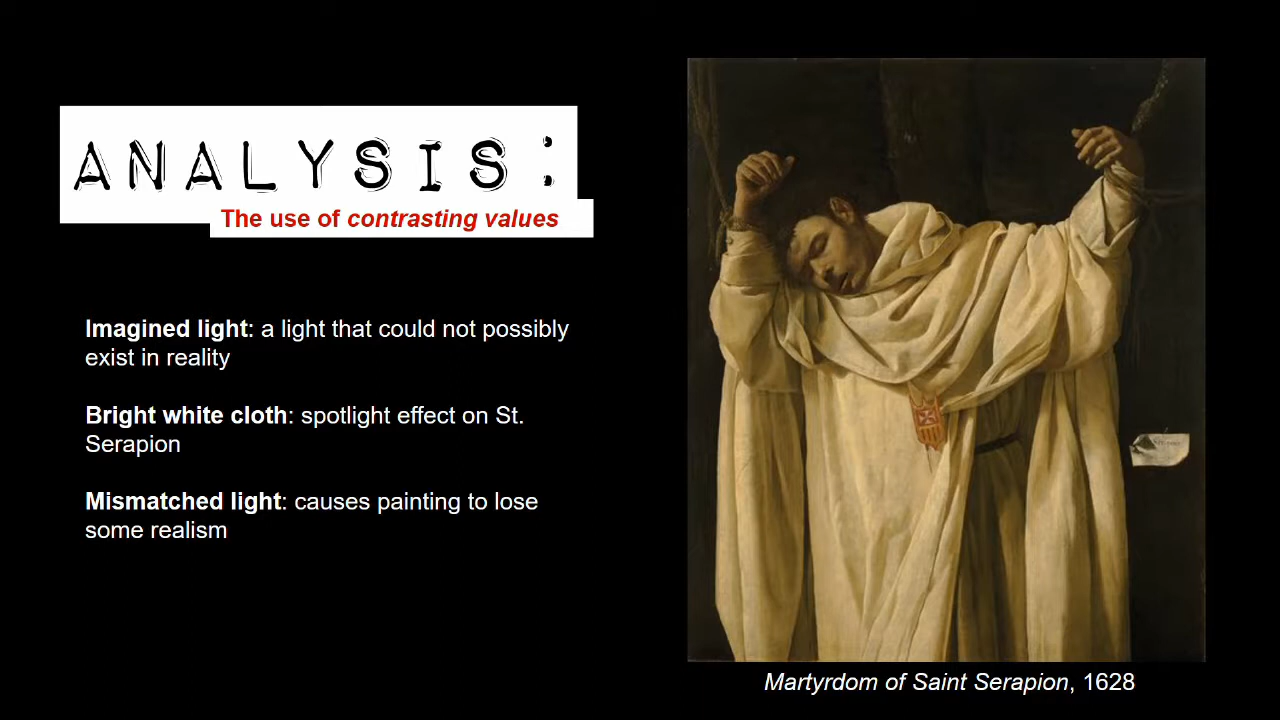 ANALYSIS:
The use of contrasting values
Imagined light: a light that could not possibly
exist in reality
Bright white cloth: spotlight effect on St.
Serapion
Mismatched light: causes painting to lose
some realism
Martyrdom of Saint Serapion, 1628